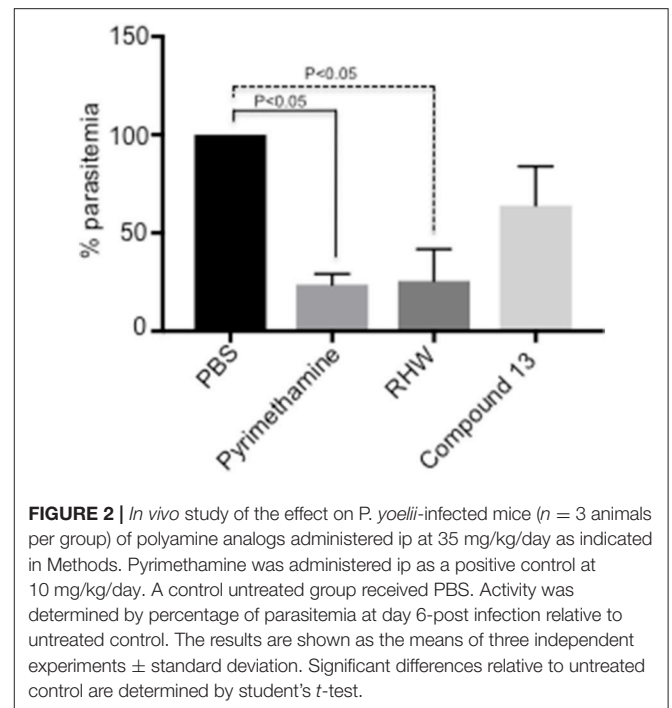 150
P<0.05
P<0.05
100
% parasitemia
50
0
PBS
Pyrimethamine
RHW
Compound 13
FIGURE 2 | In vivo study of the effect on P. yoelii-infected mice (n = 3 animals
per group) of polyamine analogs administered ip at 35 mg/kg/day as indicated
in Methods. Pyrimethamine was administered ip as a positive control at
10 mg/kg/day. A control untreated group received PBS. Activity was
determined by percentage of parasitemia at day 6-post infection relative to
untreated control. The results are shown as the means of three independent
experiments ± standard deviation. Significant differences relative to untreated
control are determined by student's t-test.